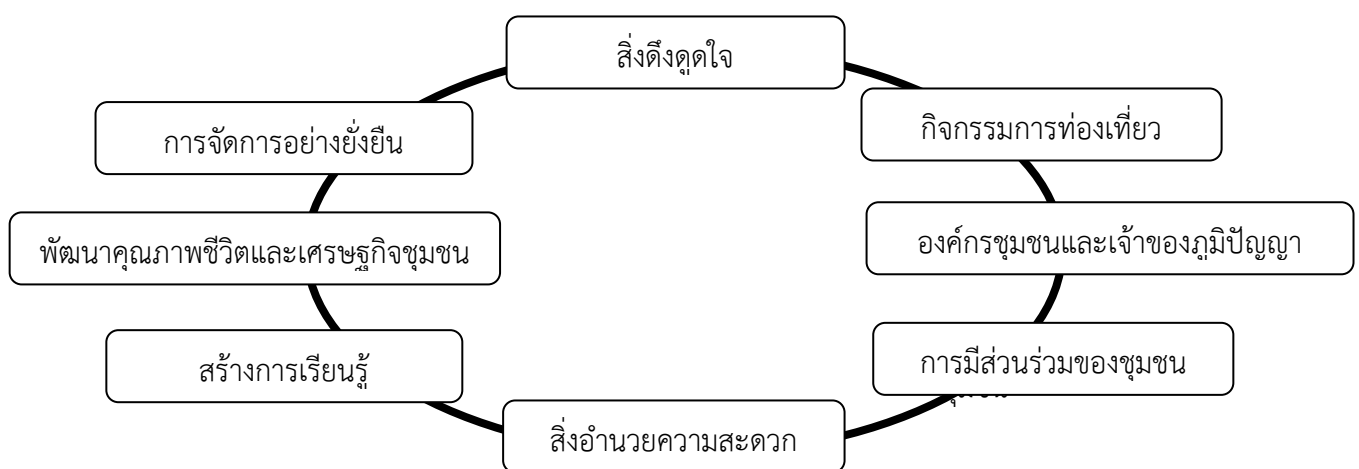 สิ่งดึงดูดใจ
กิจกรรมการท่องเที่ยว
การจัดการอย่างยั่งยืน
องค์กรชุมชนและเจ้าของภูมิปัญญา
พัฒนาคุณภาพชีวิตและเศรษฐกิจชุมชน
การมีส่วนร่วมของชุมชน
สร้างการเรียนรู้
สิ่งอำนวยความสะดวก